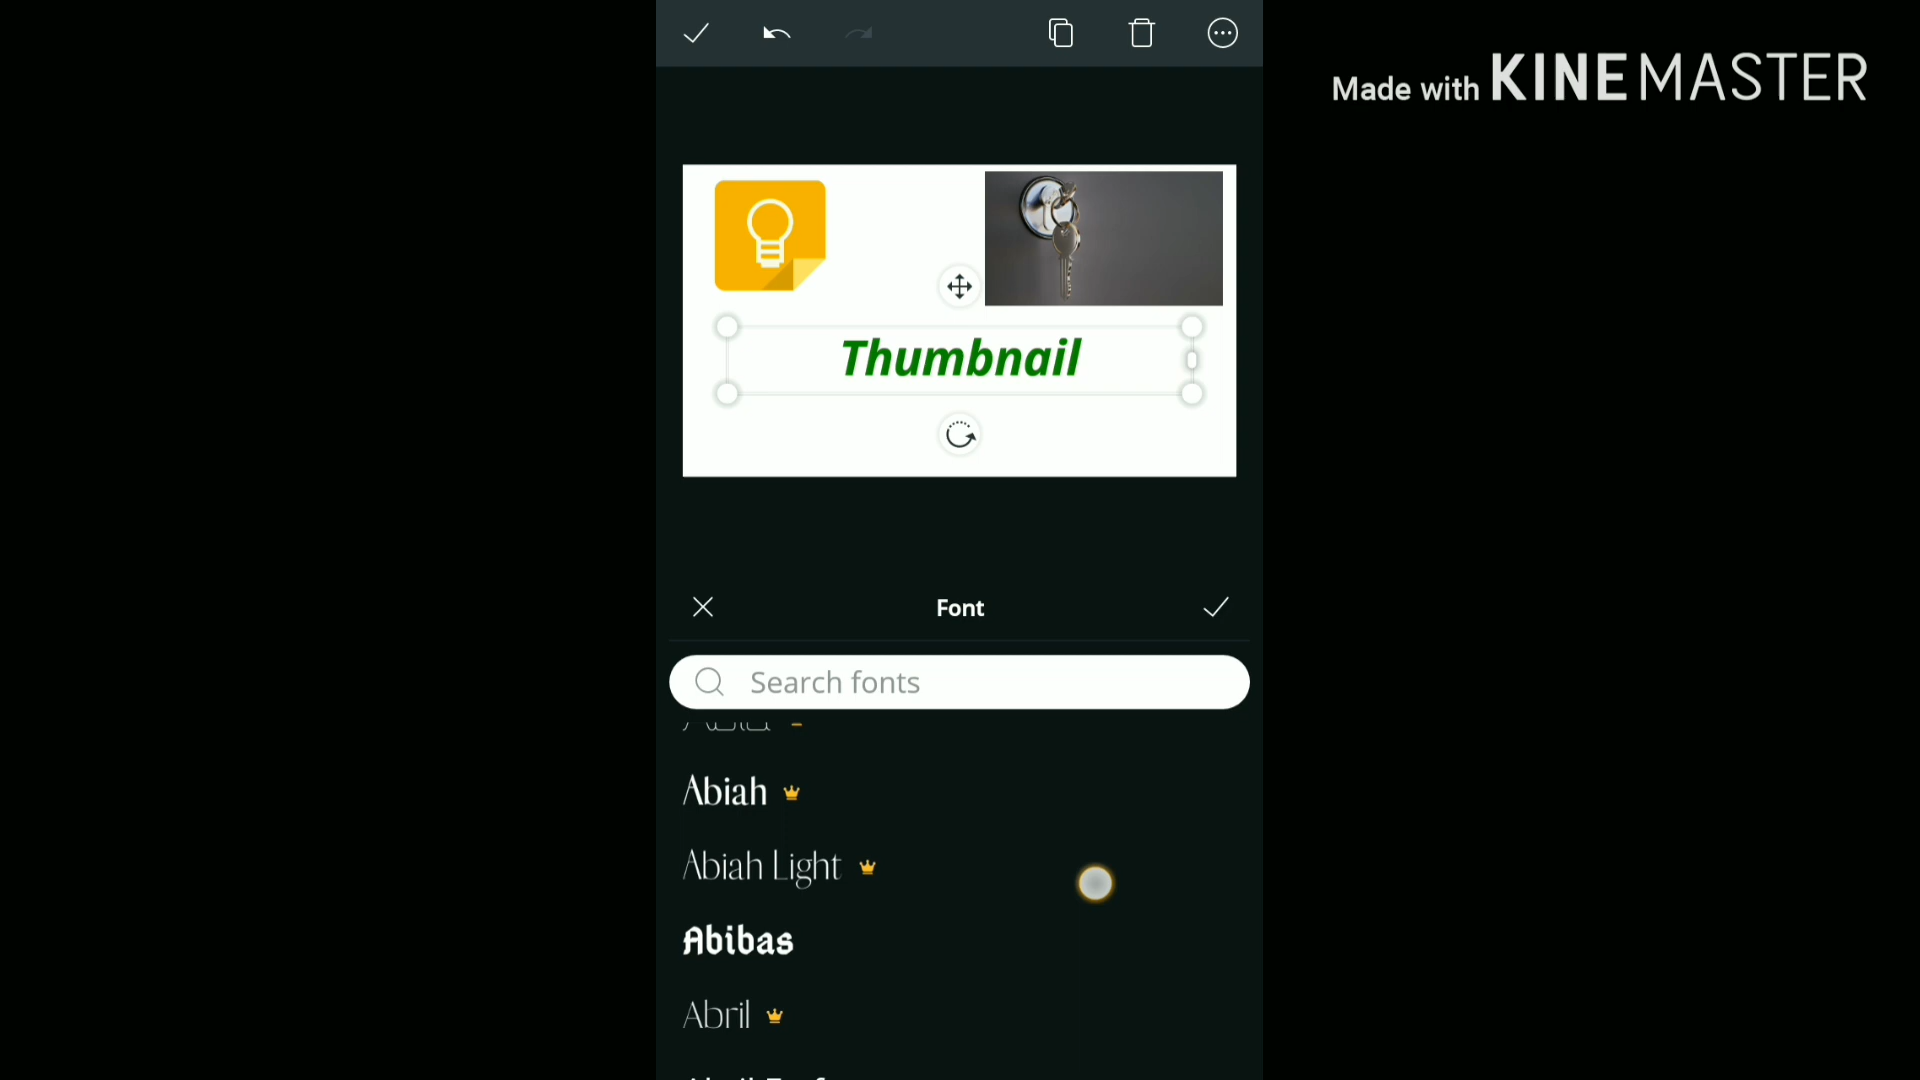 Made with KINEMASTER
Thumbnail
Font
Search fonts
Abiah
Abiah Light
Abibas
Abril